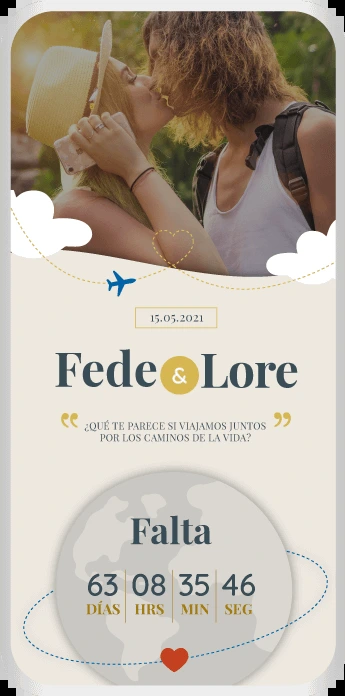 15.05.2021
Fede & Lore
“ ¿QUÉ TE PARECE SI VIAJAMOS JUNTOS ”
POR LOS CAMINOS DE LA VIDA?
Falta
63 08 35 46
DÍAS HRS MIN SEG